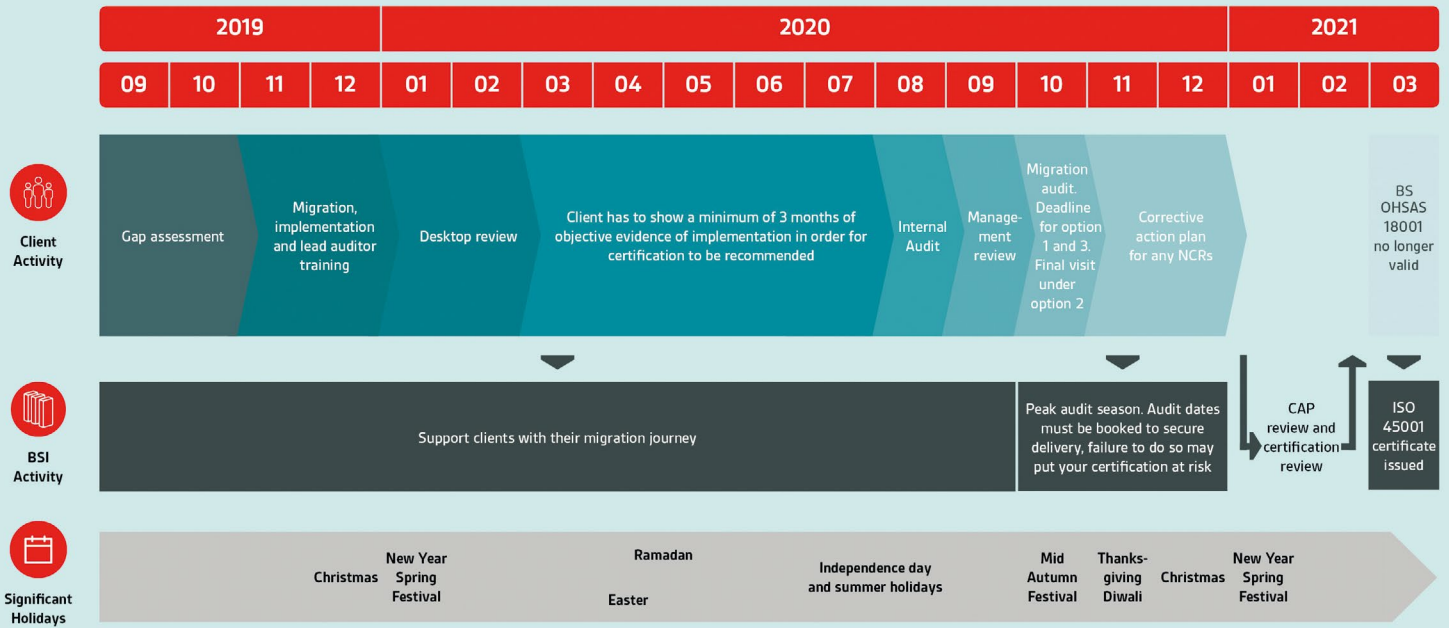 2019
2020
2021
09
10
11
12
01
02
03
04
05
06
07
08
09
10
11
12
01
02
03
Client
Activity
Gap assessment
Migration,
implementation
and lead auditor
training
Desktop review
Client has to show a minimum of 3 months of
objective evidence of implementation in order for
certification to be recommended
Internal
Audit
Manage-
ment
review
Migration
audit.
Deadline
for option
1 and 3.
Final visit
under
option 2
Corrective
action plan
for any NCRs
BS
OHSAS
18001
no longer
valid
BSI
Activity
Support clients with their migration journey
Peak audit season. Audit dates
must be booked to secure
delivery, failure to do so may
put your certification at risk
CAP
review and
certification
review
ISO
45001
certificate
issued
Significant
Holidays
Christmas
New Year
Spring
Festival
Ramadan
Easter
Independence day
and summer holidays
Mid
Autumn
Festival
Thanks-
giving
Diwali
Christmas
New Year
Spring
Festival